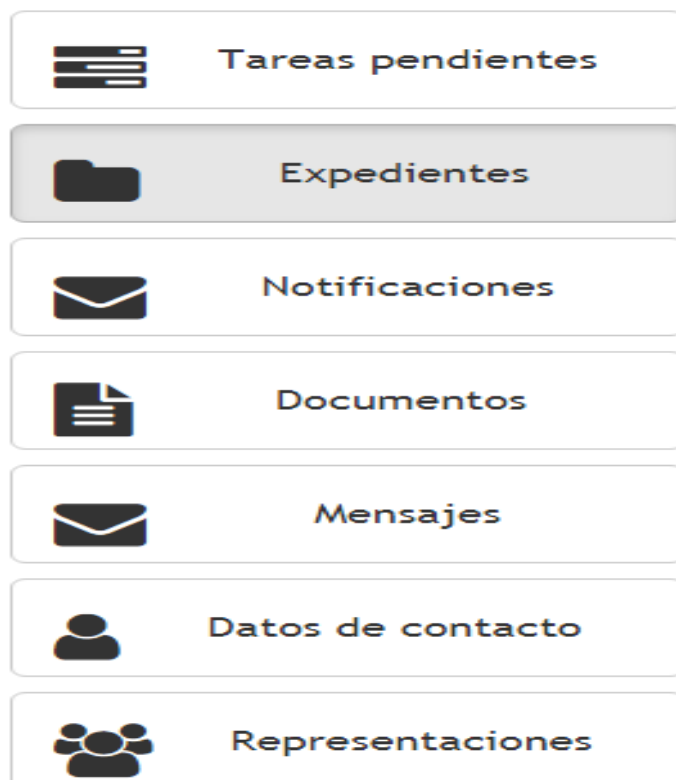 Tareas pendientes
Expedientes
Notificaciones
Documentos
Mensajes
Datos de contacto
Representaciones